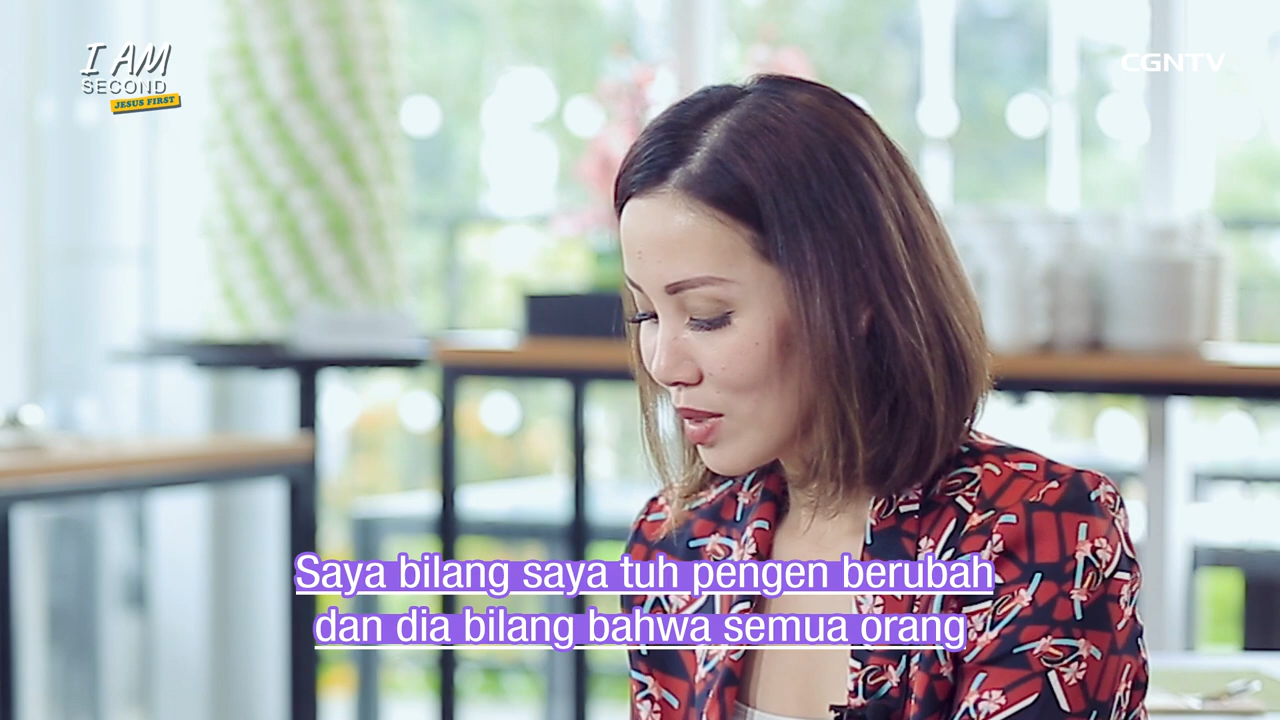 I AM
SECOND
JESUS FIRST
CGNTV
Saya bilang saya tuh pengen berubah
dan dia bilang bahwa semua orang